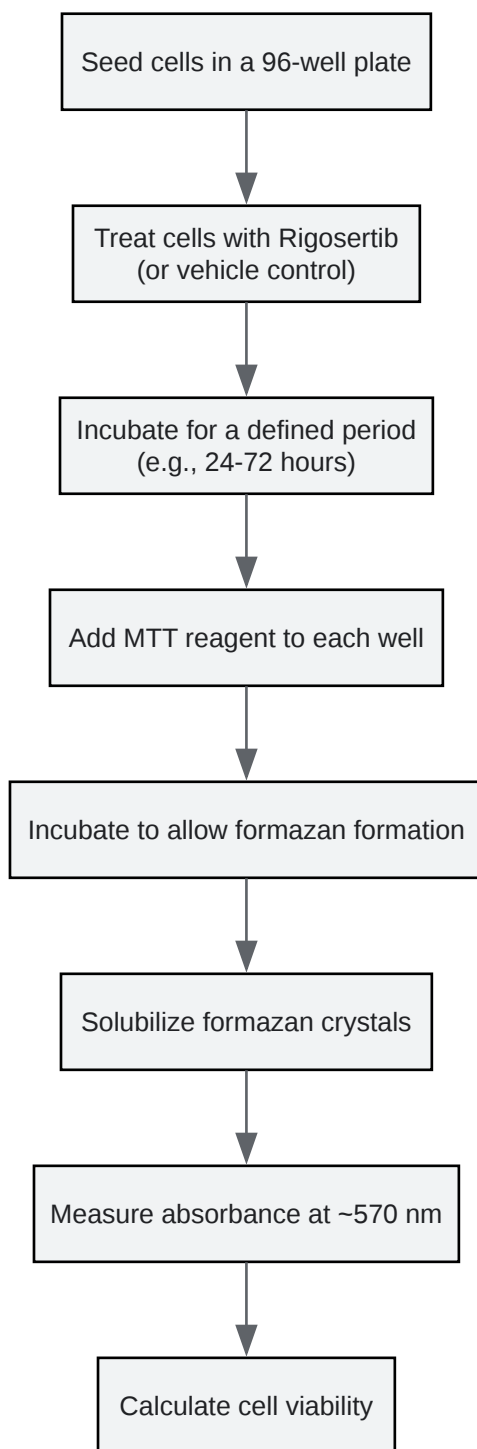 Seed cells in a 96-well plate
Treat cells with Rigosertib
(or vehicle control)
Incubate for a defined period
(e.g., 24-72 hours)
Add MTT reagent to each well
Incubate to allow formazan formation
Solubilize formazan crystals
Measure absorbance at ~570 nm
Calculate cell viability